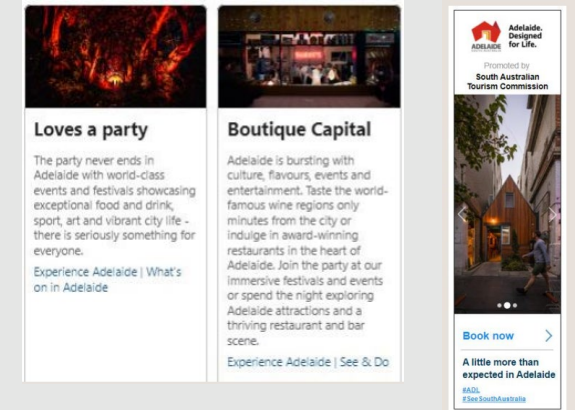 Loves a party
The party never ends in
Adelaide with world-class
events and festivals showcasing
exceptional food and drink,
sport, art and vibrant city life -
there is seriously something for
everyone.
Experience Adelaide | What's
on in Adelaide
Boutique Capital
Adelaide is bursting with
culture, flavours, events and
entertainment. Taste the world-
famous wine regions only
minutes from the city or
indulge in award-winning
restaurants in the heart of
Adelaide. Join the party at our
immersive festivals and events
or spend the night exploring
Adelaide attractions and a
thriving restaurant and bar
scene.
Experience Adelaide | See & Do
ADELAIDE
Adelaide.
Designed
for Life.
Promoted by
South Australian
Tourism Commission
Book now
A little more than
expected in Adelaide
#ADL
#SeeSouthAustralia